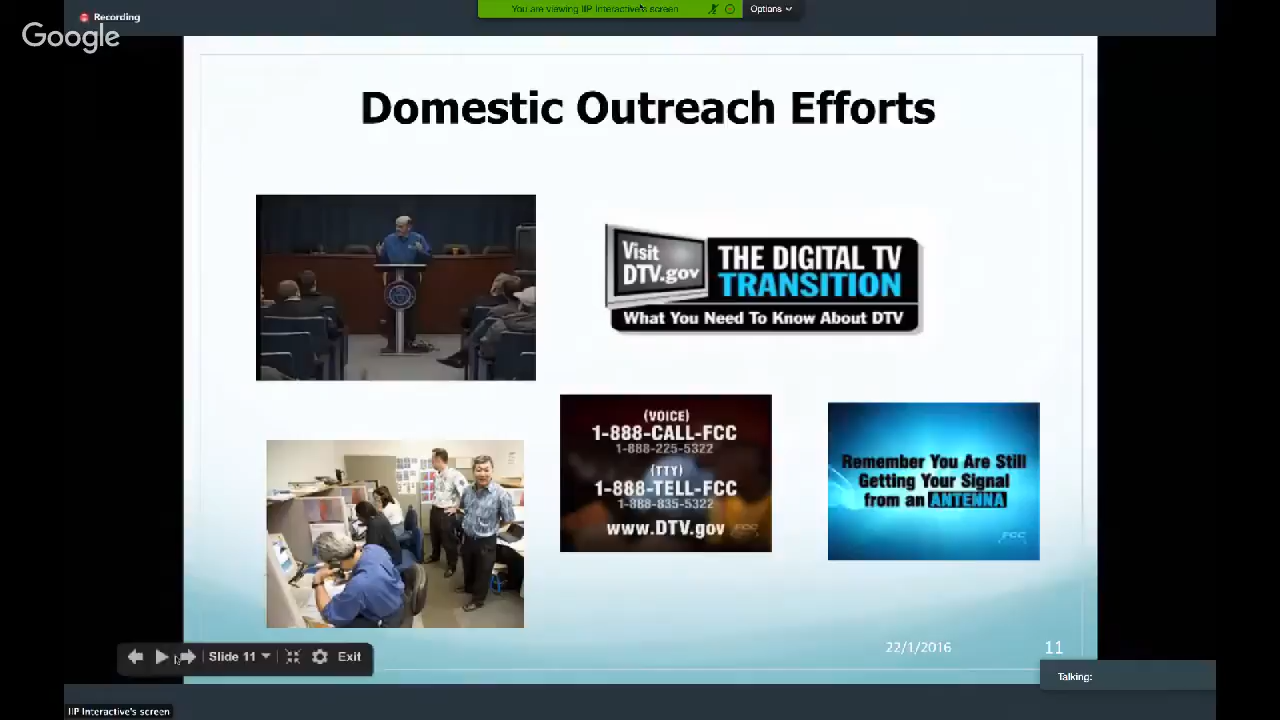 Recording
You are viewing IIP Interactive's screen
Options
Google
Domestic Outreach Efforts
Visit
DTV.gov
THE DIGITAL TV
TRANSITION
What You Need To Know About DTV
(VOICE)
1-888-CALL-FCC
1-888-225-5322
(TTY)
1-888-TELL-FCC
1-888-835-5322
www.DTV.gov
FCC
Remember You Are Still
Getting Your Signal
from an ANTENNA
FCC
Slide 11
Exit
22/1/2016
11
Talking:
IIP Interactive's screen